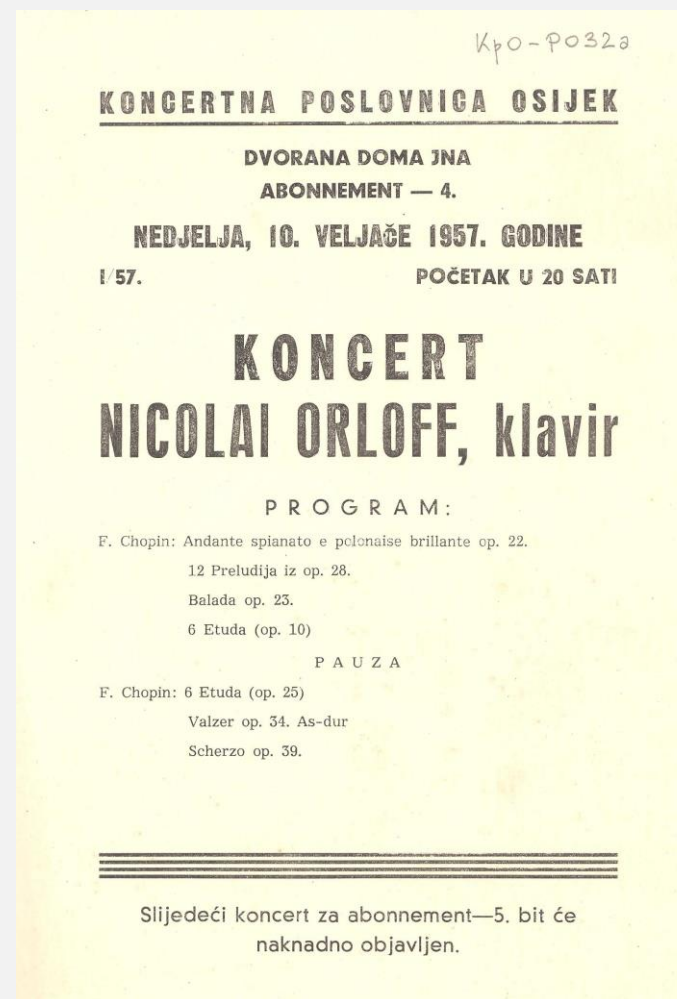 KpO-P032a
KONCERTNA POSLOVNICA OSIJEK
DVORANA DOMA JNA
ABONNEMENT — 4.
NEDJELJA, 10. VELJAČE 1957. GODINE
I/57. POČETAK U 20 SATI
KONCERT
NICOLAI ORLOFF, klavir
PROGRAM:
F. Chopin: Andante spianato e polonaise brillante op. 22.
12 Preludija iz op. 28.
Balada op. 23.
6 Etuda (op. 10)
PAUZA
F. Chopin: 6 Etuda (op. 25)
Valzer op. 34. As-dur
Scherzo op. 39.
Slijedeći koncert za abonnement—5. bit će
naknadno objavljen.